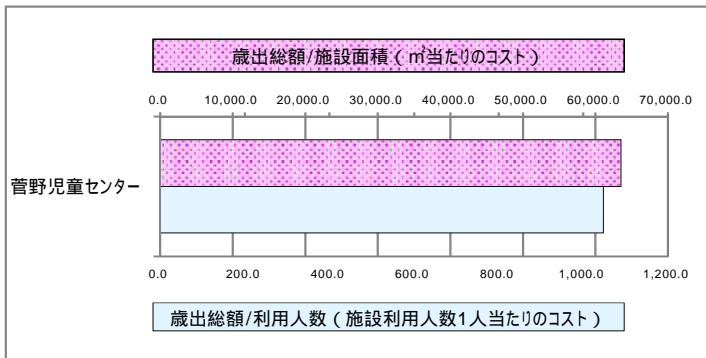 歳出総額/施設面積（㎡当たりのコスト）
0.0 10,000.0 20,000.0 30,000.0 40,000.0 50,000.0 60,000.0 70,000.0
菅野児童センター
0.0 200.0 400.0 600.0 800.0 1,000.0 1,200.0
歳出総額/利用人数（施設利用人数1人当たりのコスト）